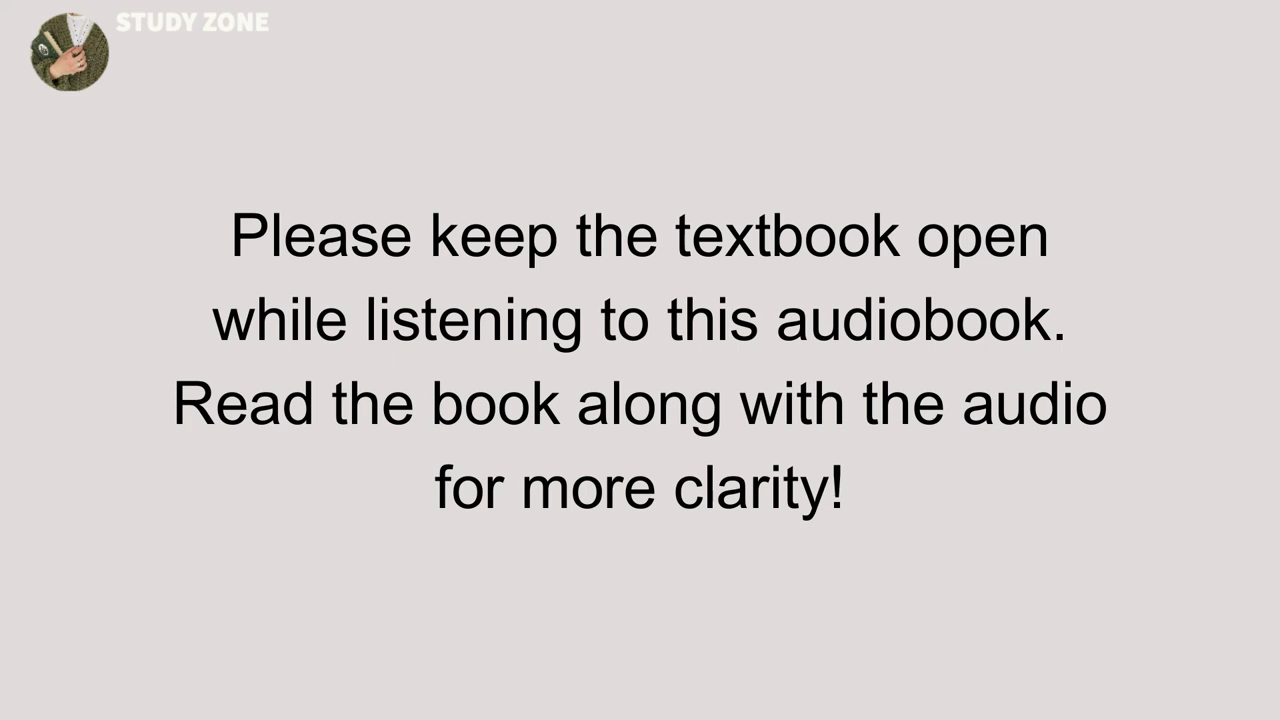 STUDY ZONE
Please keep the textbook open
while listening to this audiobook.
Read the book along with the audio
for more clarity!